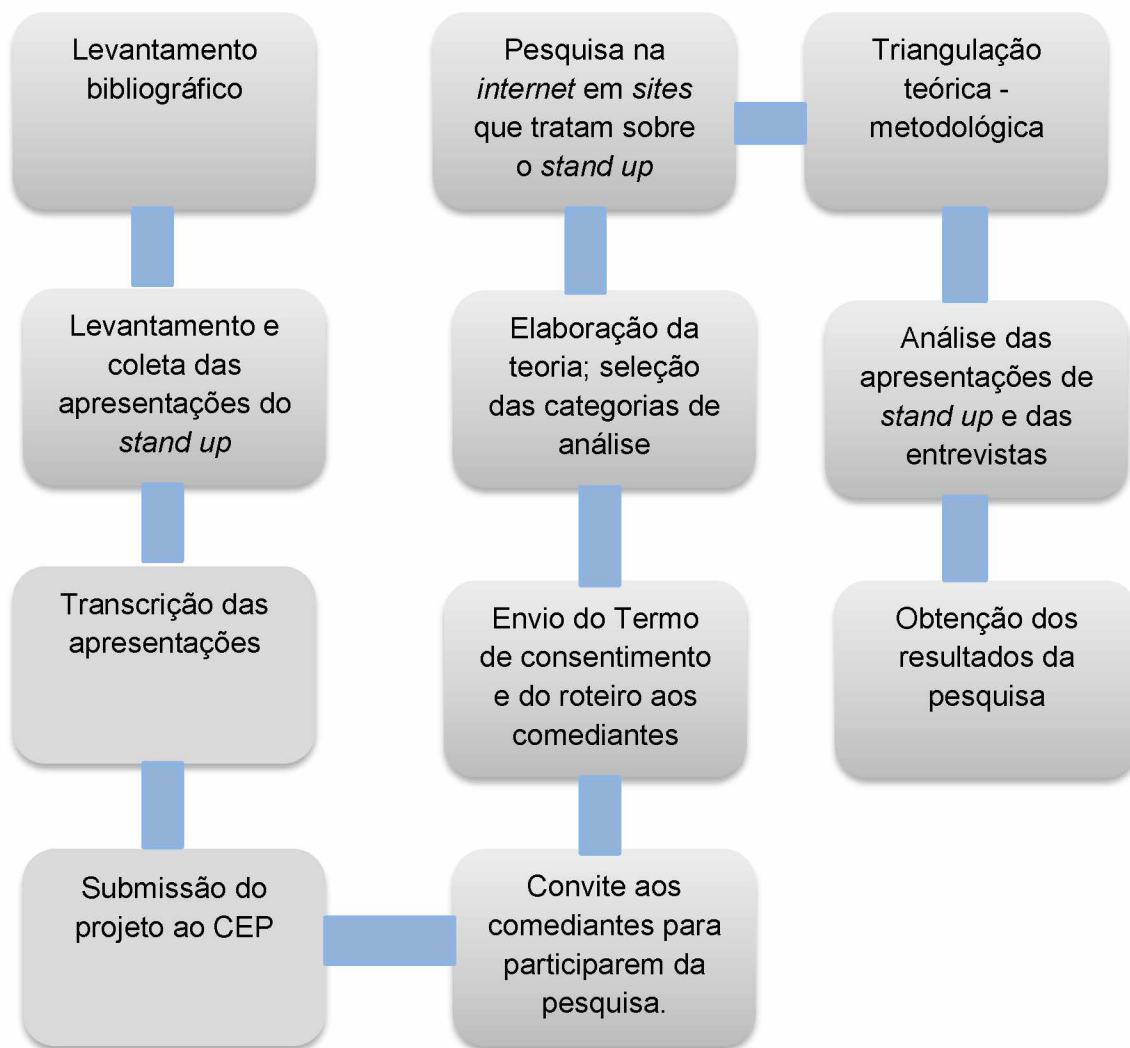 Levantamento
bibliográfico
Levantamento e
coleta das
apresentações do
stand up
Transcrição das
apresentações
Submissão do
projeto ao CEP
Convite aos
comediantes para
participarem da
pesquisa.
Envio do Termo
de consentimento
e do roteiro aos
comediantes
Elaboração da
teoria; seleção
das categorias de
análise
Pesquisa na
internet em sites
que tratam sobre
o stand up
Triangulação
teórica -
metodológica
Análise das
apresentações de
stand up e das
entrevistas
Obtenção dos
resultados da
pesquisa